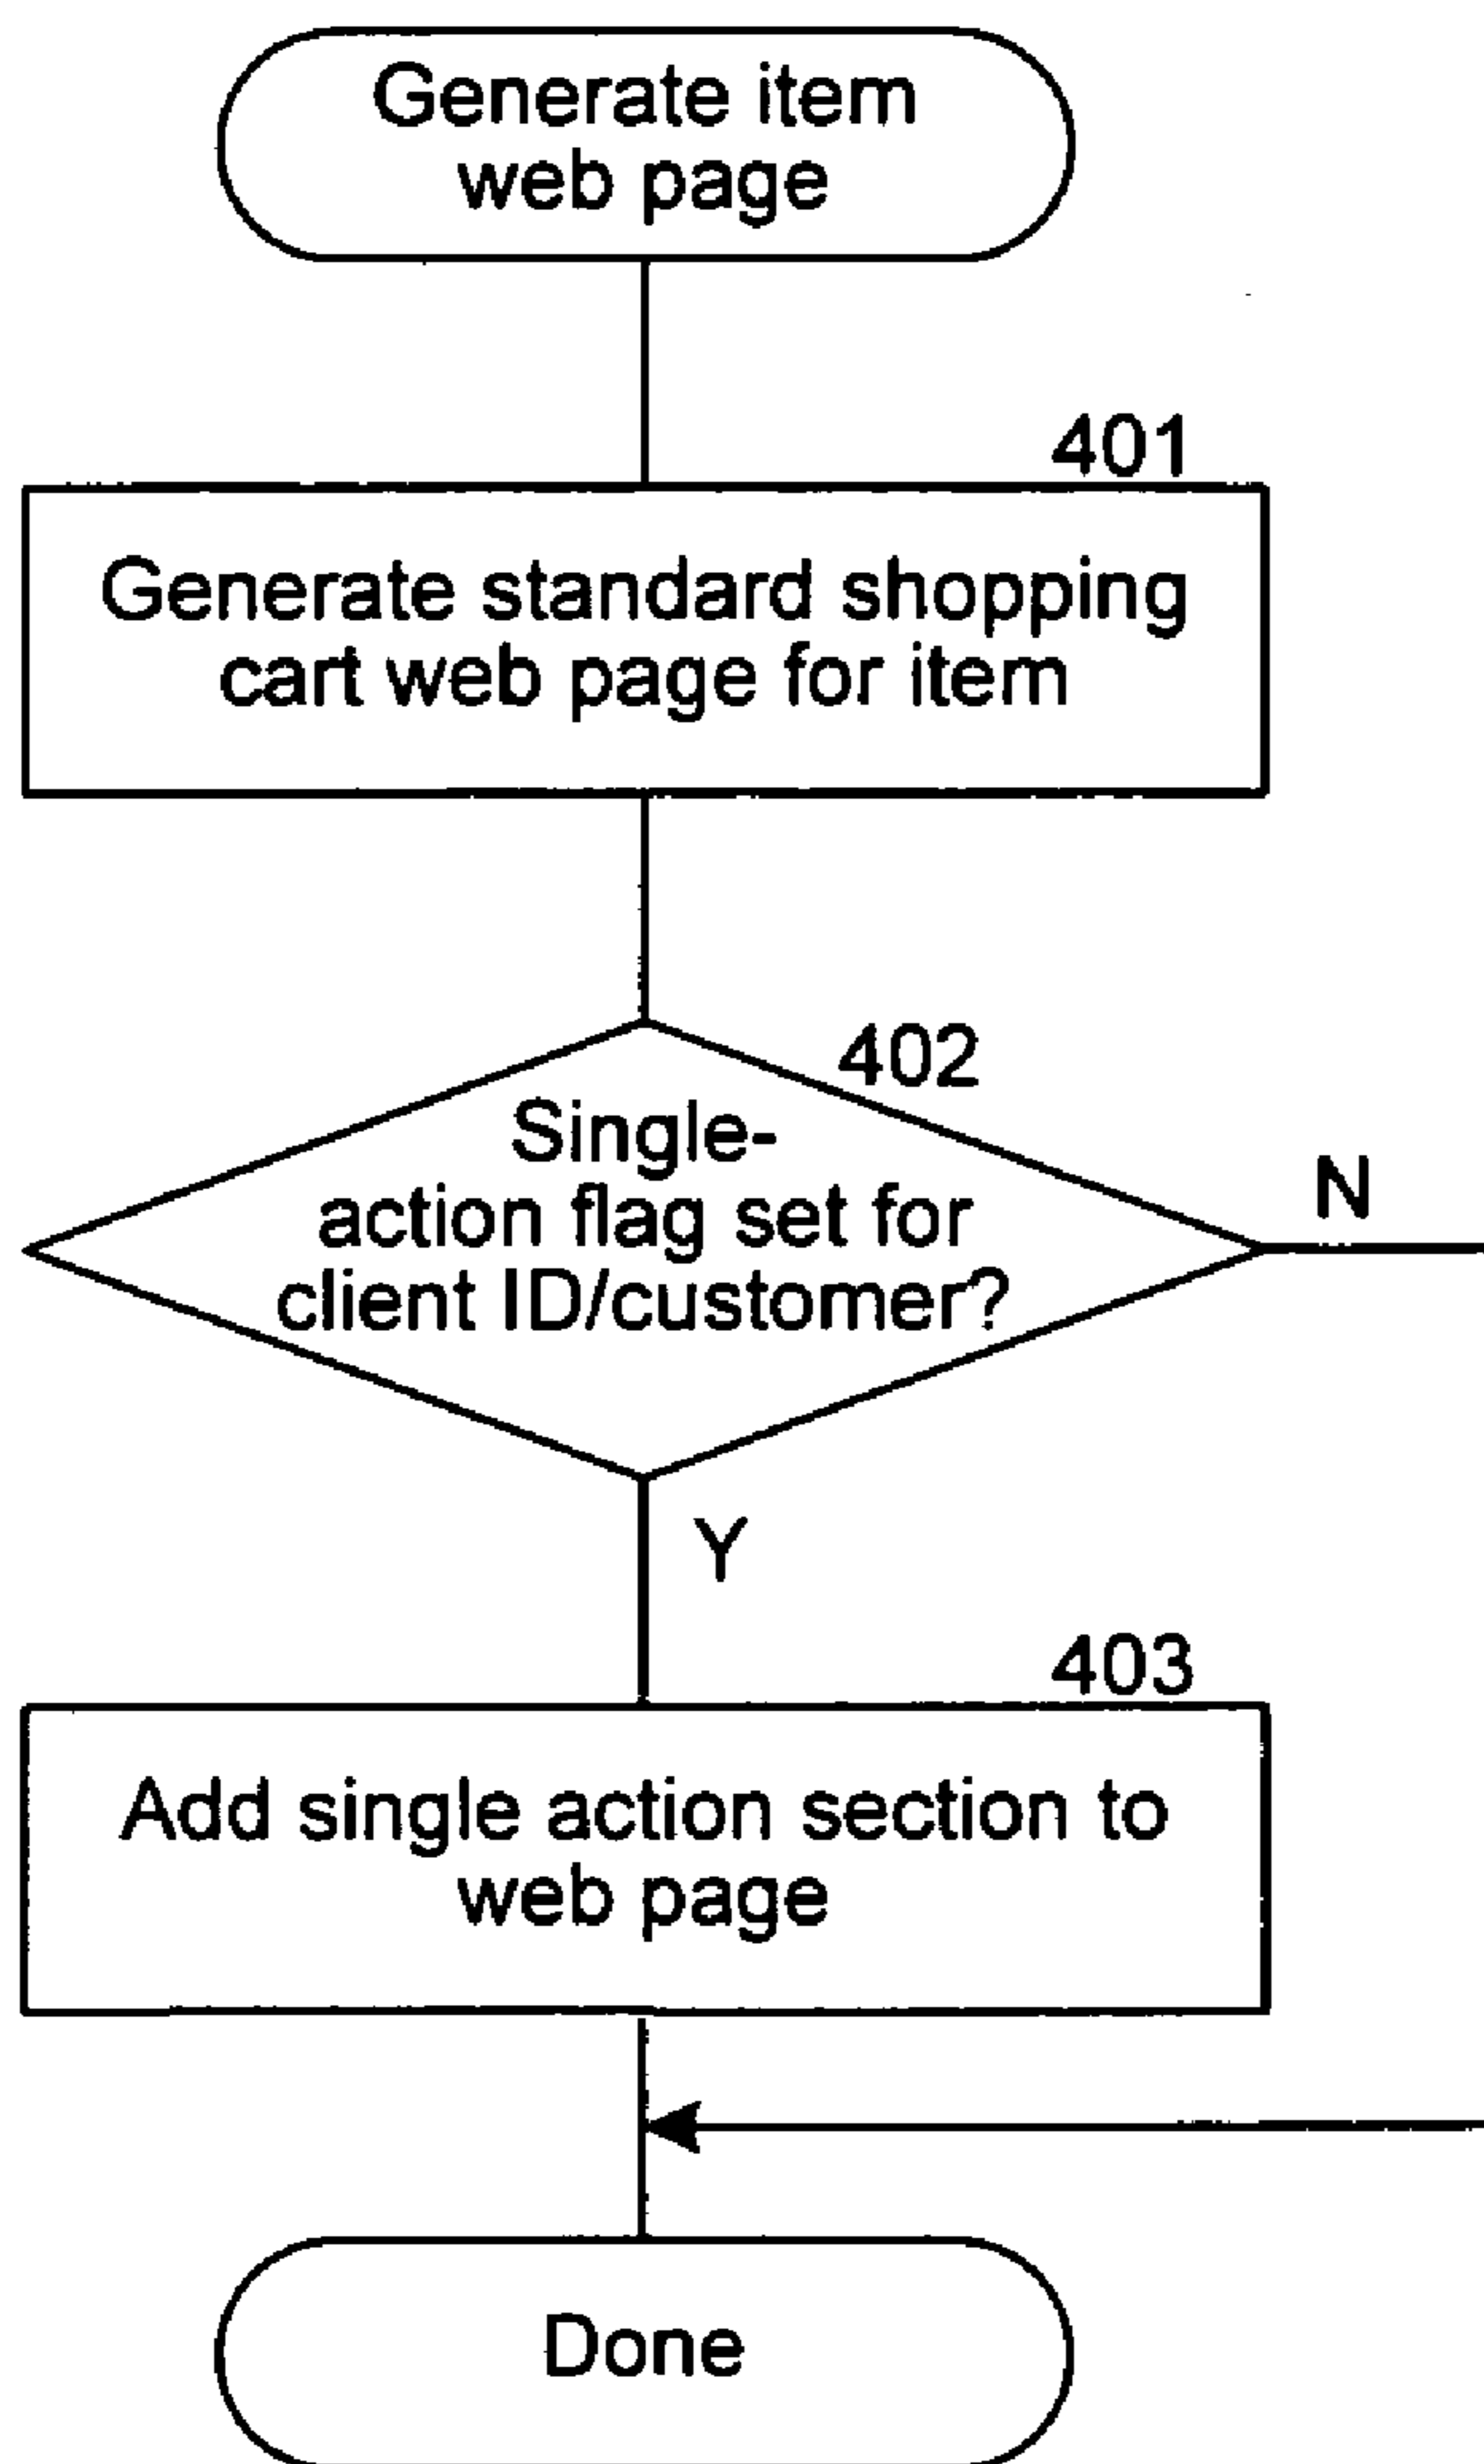 Generate item
web page
401
Generate standard shopping
cart web page for item
402
Single-
action flag set for
client ID/customer?
N
Y
403
Add single action section to
web page
Done